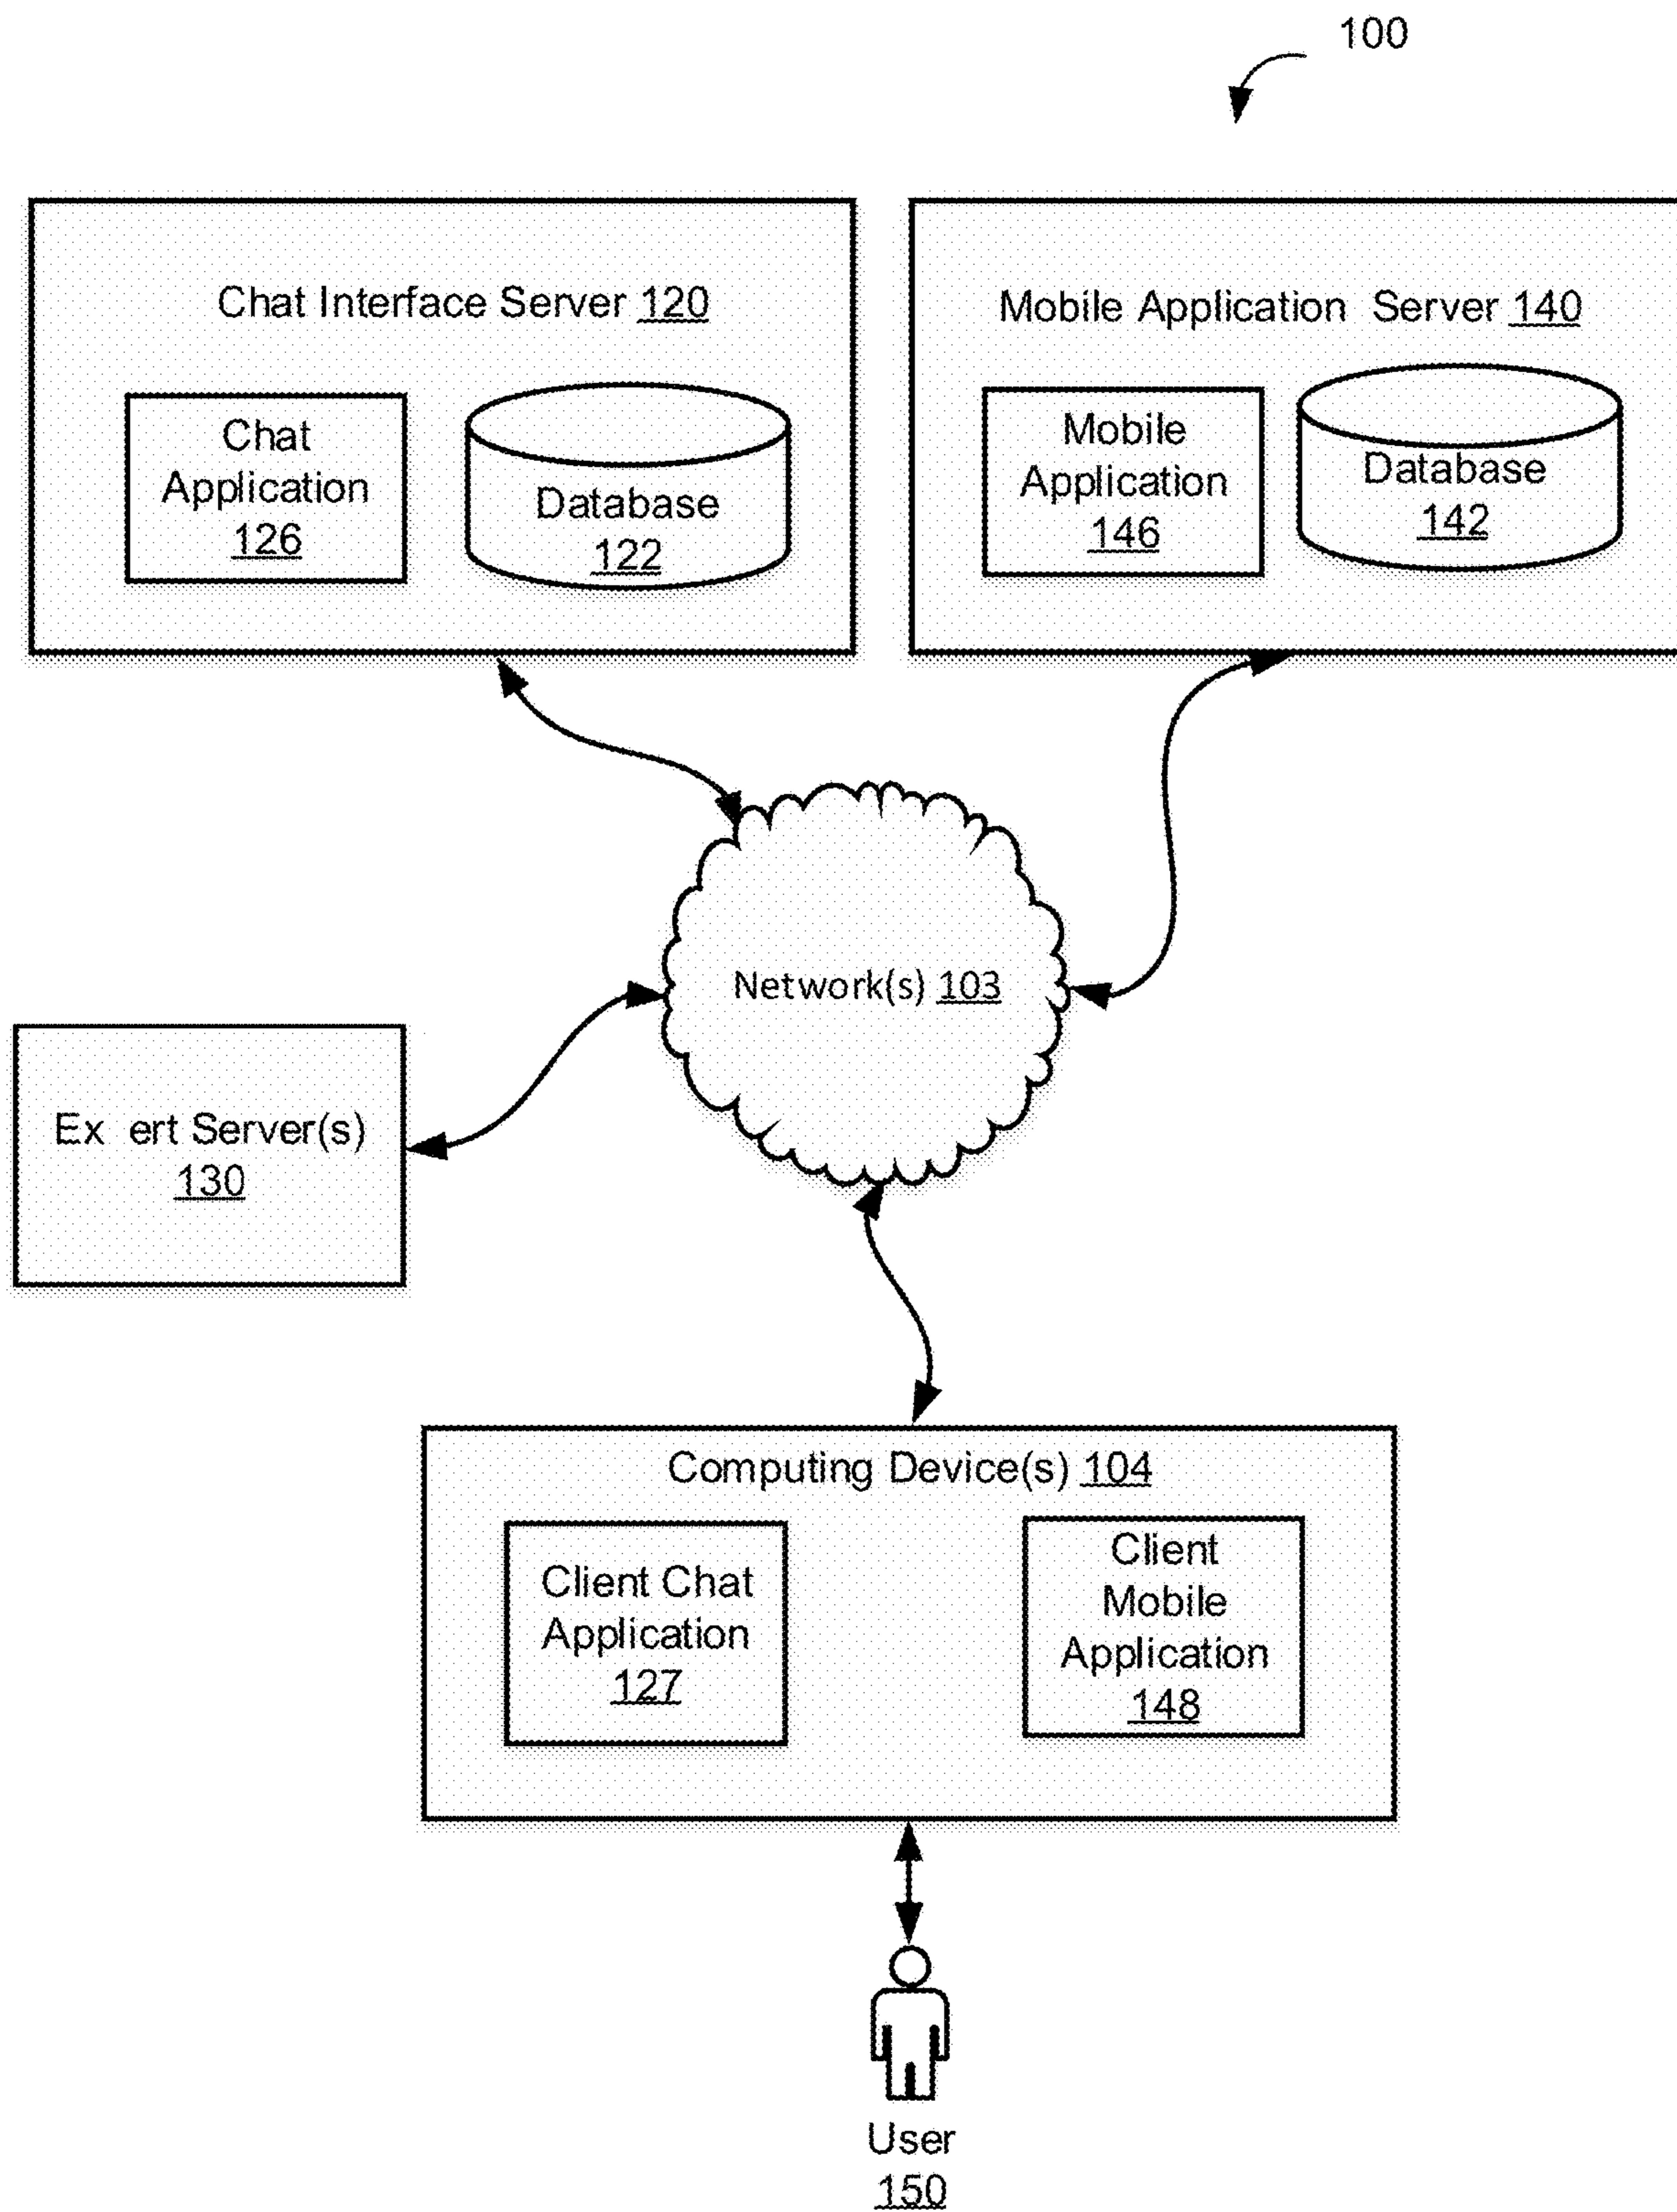 100
Chat Interface Server 120
Chat
Application
126
Database
122
Mobile Application Server 140
Mobile
Application
146
Database
142
Network(s) 103
Ex ert Server(s)
130
Computing Device(s) 104
Client Chat
Application
127
Client
Mobile
Application
148
User
150